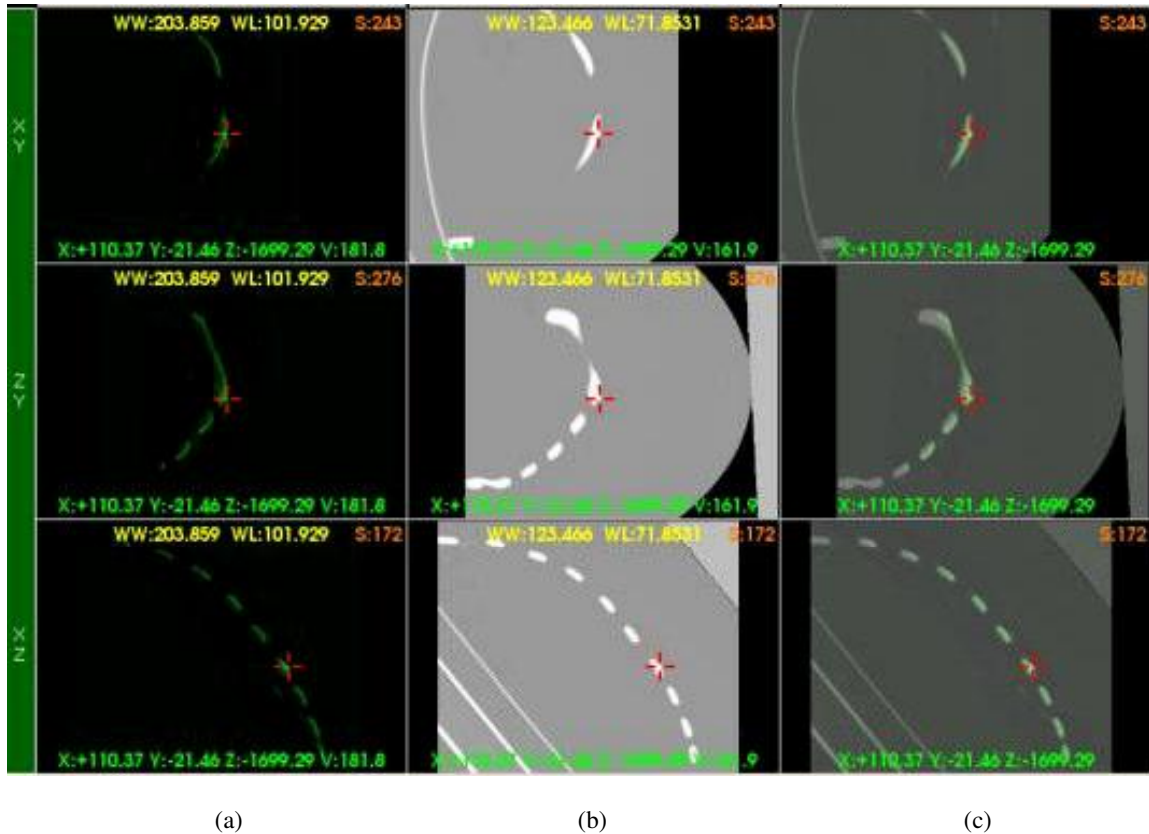 WW:203.859 WL:101.929 S:243
WW:123.466 WL:71.8531 S:243
S:243
X Y
X:+110.37 Y:-21.46 Z:-1699.29 V:181.8
29 V:161.9
X:+110.37 Y:-21.46 Z:-1699.29
WW:203.859 WL:101.929 S:276
WW:123.466 WL:71.8531 S:276
S:276
Z Y
X:+110.37 Y:-21.46 Z:-1699.29 V:181.8
V:161.9
X:+110.37 Y:-21.46 Z:-1699.29
WW:203.859 WL:101.929 S:172
WW:123.466 WL:71.8531 S:172
S:172
X Z
X:+110.37 Y:-21.46 Z:-1699.29 V:181.8
X:+110.37 Y:-21.46 Z:-1699.29
(a) (b) (c)